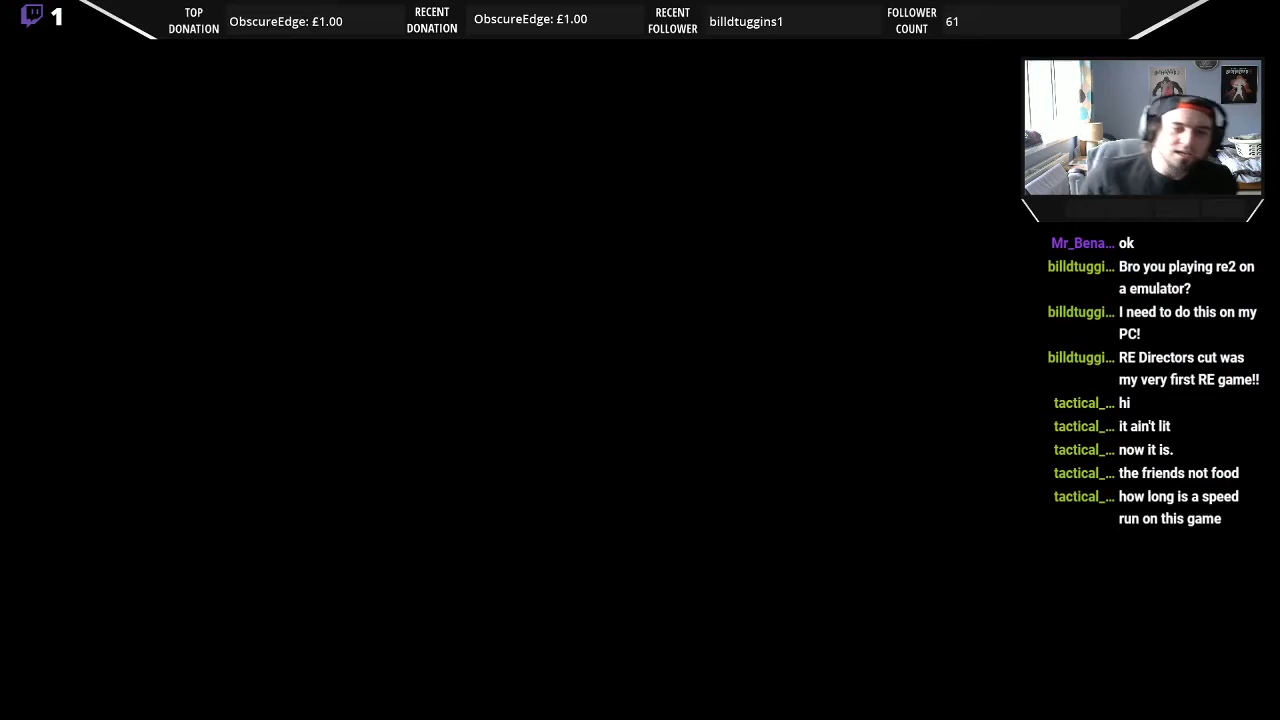 1
TOP DONATION
ObscureEdge: £1.00
RECENT DONATION
ObscureEdge: £1.00
RECENT FOLLOWER
billdtuggins1
FOLLOWER COUNT
61
Mr_Bena... ok
billdtuggi... Bro you playing re2 on
a emulator?
billdtuggi... I need to do this on my
PC!
billdtuggi... RE Directors cut was
my very first RE game!!
tactical_... hi
tactical_... it ain't lit
tactical_... now it is.
tactical_... the friends not food
tactical_... how long is a speed
run on this game